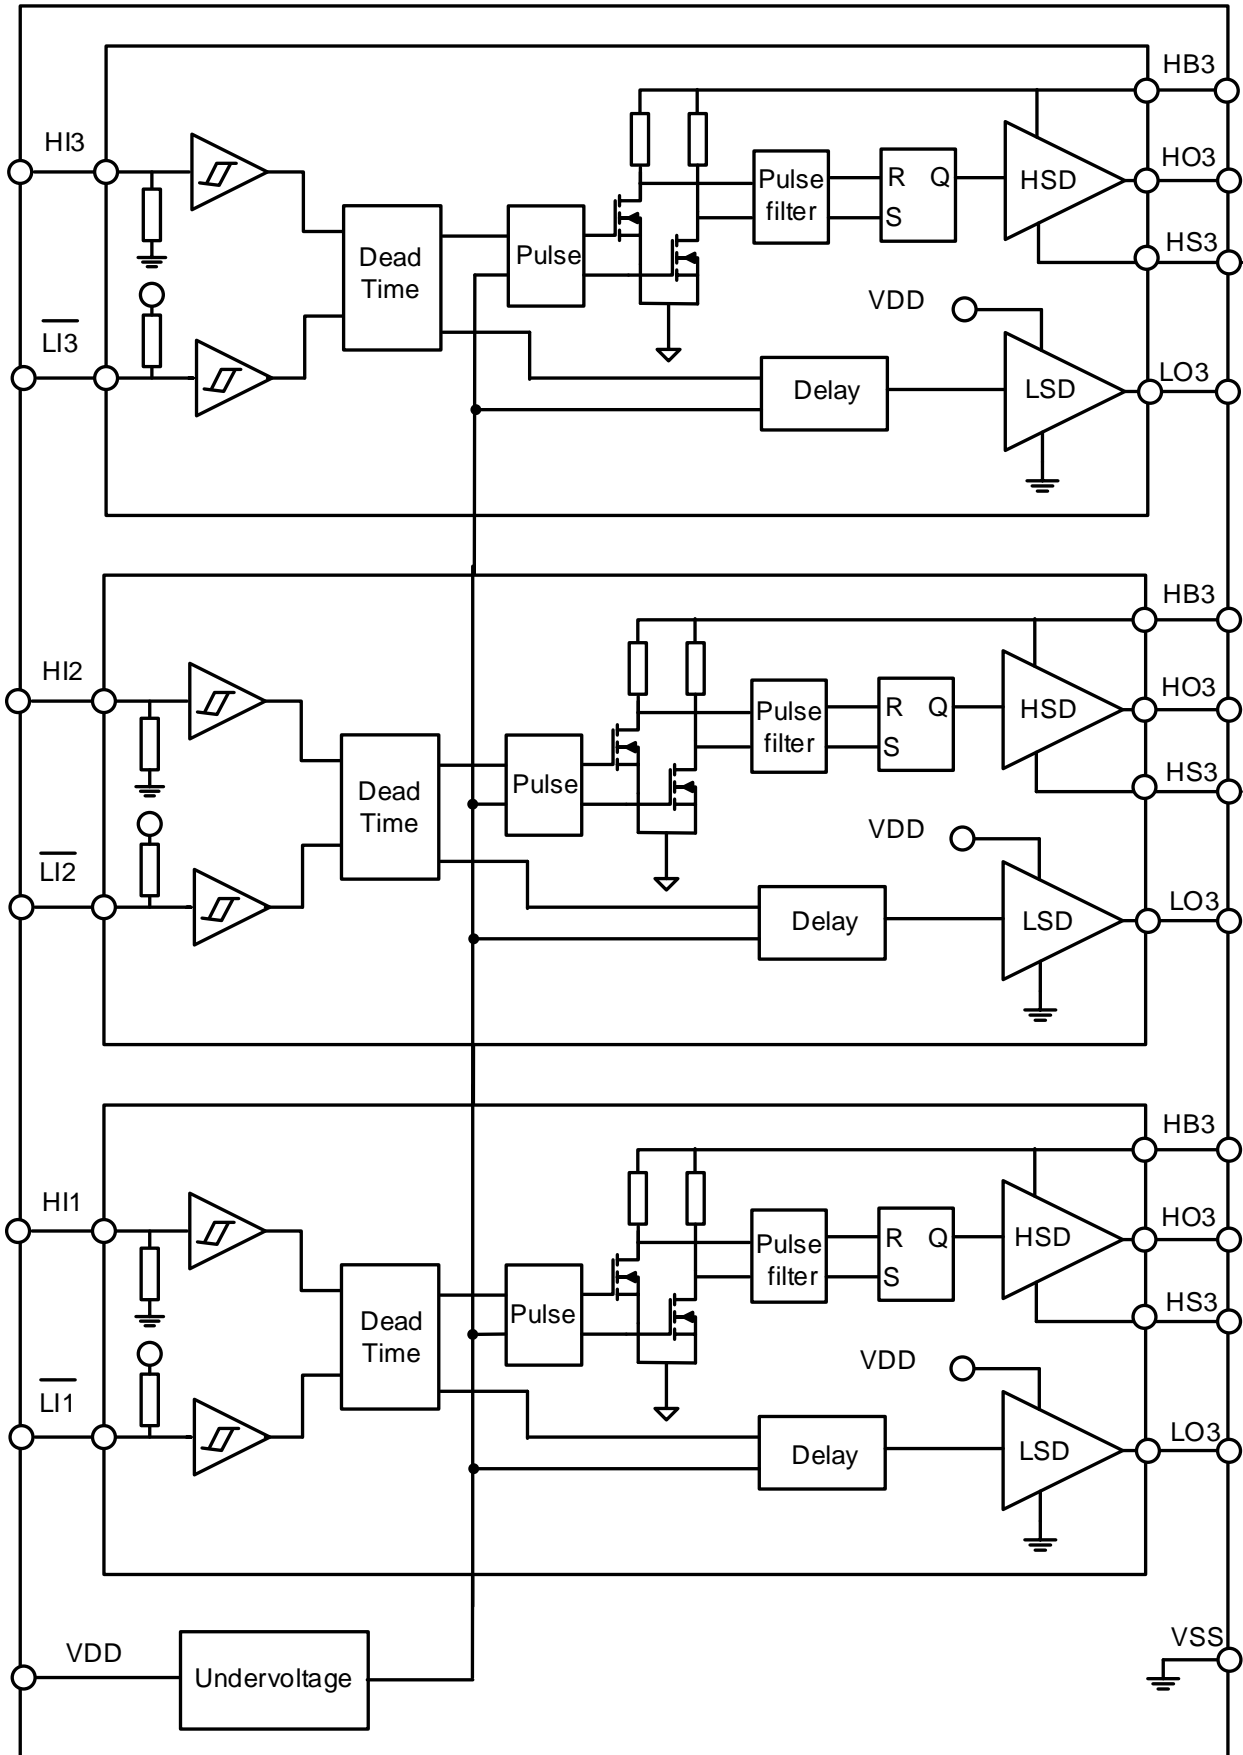 HB3
HI3
HO3
Pulse
filter
R Q
S
HSD
Dead
Time
Pulse
HS3
VDD
LI3
LO3
Delay
LSD
HB3
HI2
HO3
Pulse
filter
R Q
S
HSD
Dead
Time
Pulse
HS3
VDD
LI2
LO3
Delay
LSD
HB3
HI1
HO3
Pulse
filter
R Q
S
HSD
Dead
Time
Pulse
HS3
VDD
LI1
LO3
Delay
LSD
VDD
Undervoltage
VSS